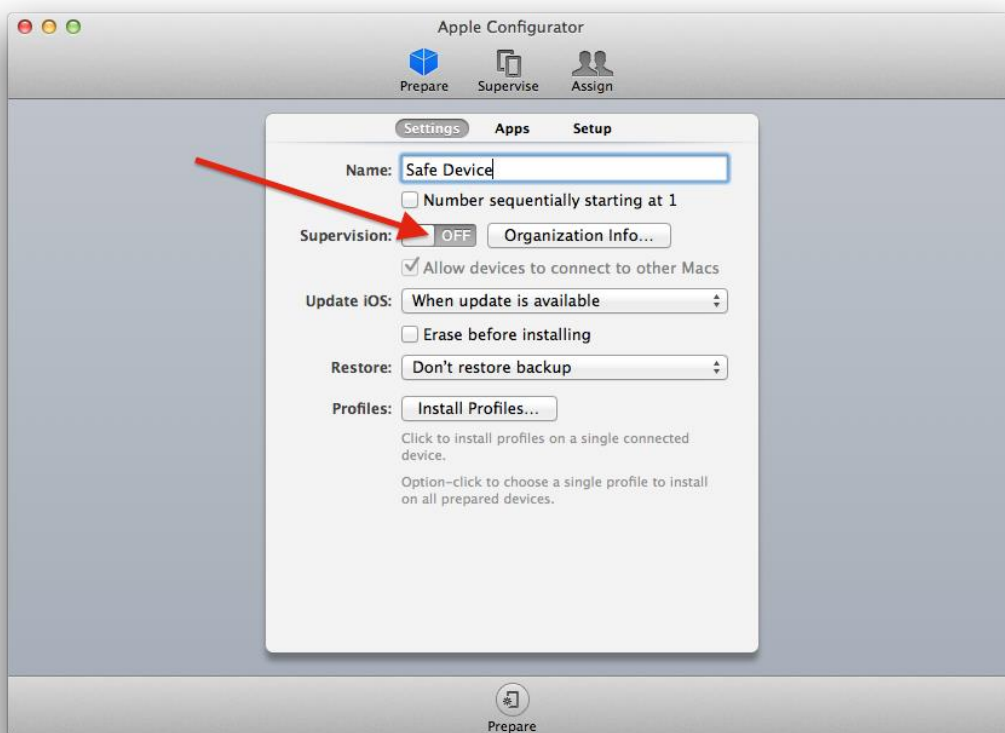 Apple Configurator
Prepare Supervise Assign
Settings Apps Setup
Name: Safe Device
Number sequentially starting at 1
Supervision: OFF Organization Info...
Allow devices to connect to other Macs
Update iOS: When update is available
Erase before installing
Restore: Don't restore backup
Profiles: Install Profiles...
Click to install profiles on a single connected
device.
Option-click to choose a single profile to install
on all prepared devices.
Prepare